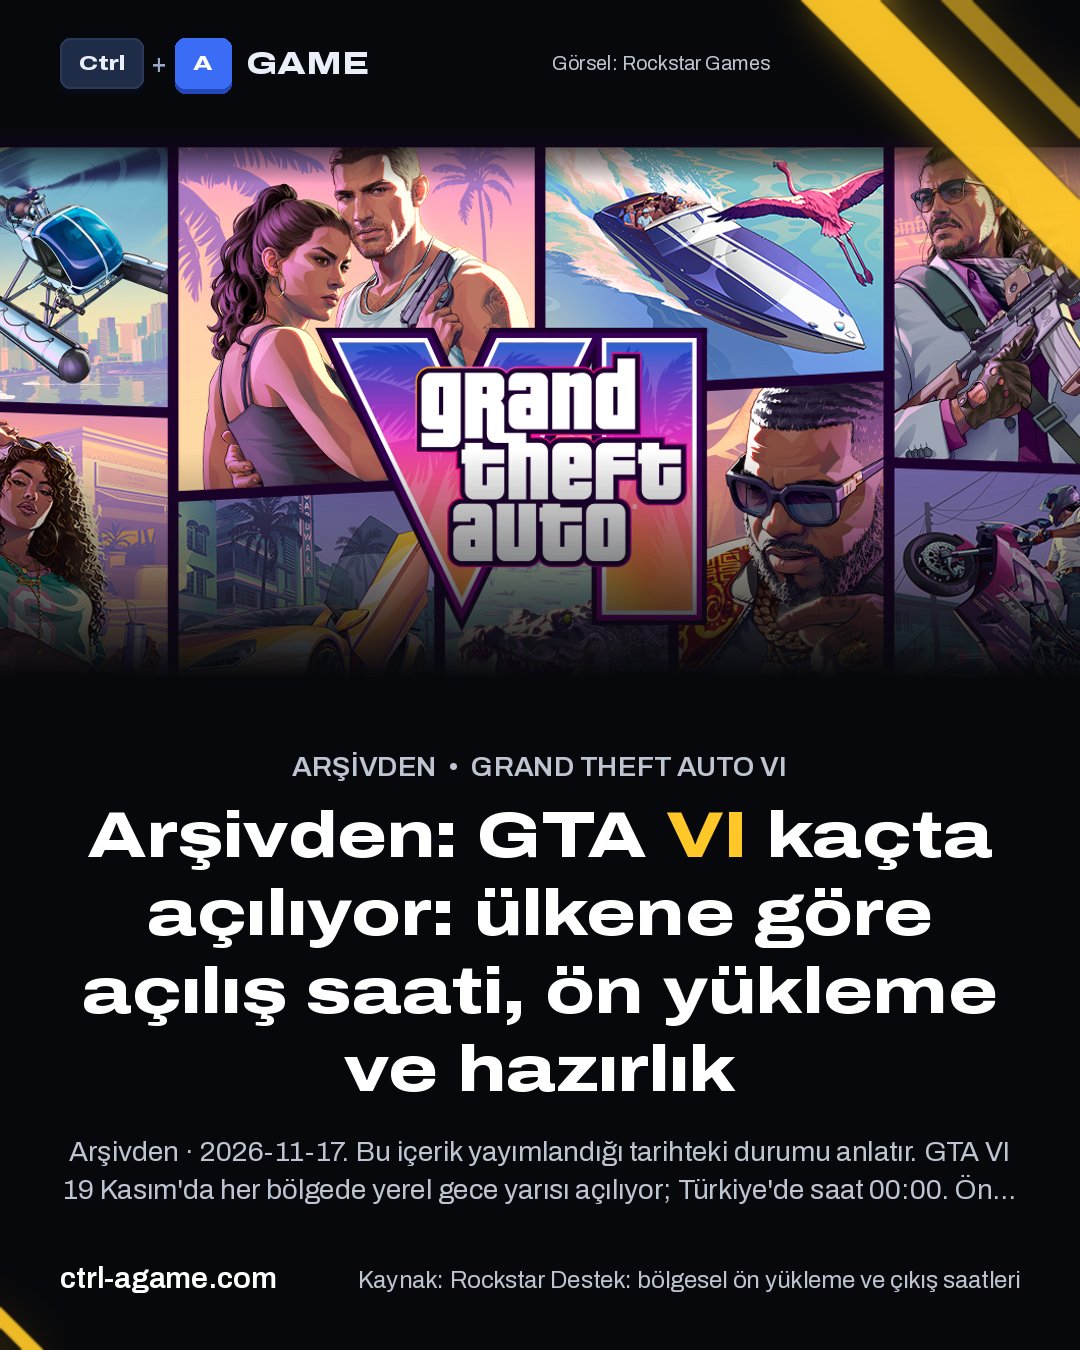 Ctrl + A GAME
Görsel: Rockstar Games
grand
theft
auto
VI
ARŞİVDEN • GRAND THEFT AUTO VI
Arşivden: GTA VI kaçta
açılıyor: ülkene göre
açılış saati, ön yükleme
ve hazırlık
Arşivden · 2026-11-17. Bu içerik yayımlandığı tarihteki durumu anlatır. GTA VI
19 Kasım'da her bölgede yerel gece yarısı açılıyor; Türkiye'de saat 00:00. Ön...
ctrl-agame.com
Kaynak: Rockstar Destek: bölgesel ön yükleme ve çıkış saatleri